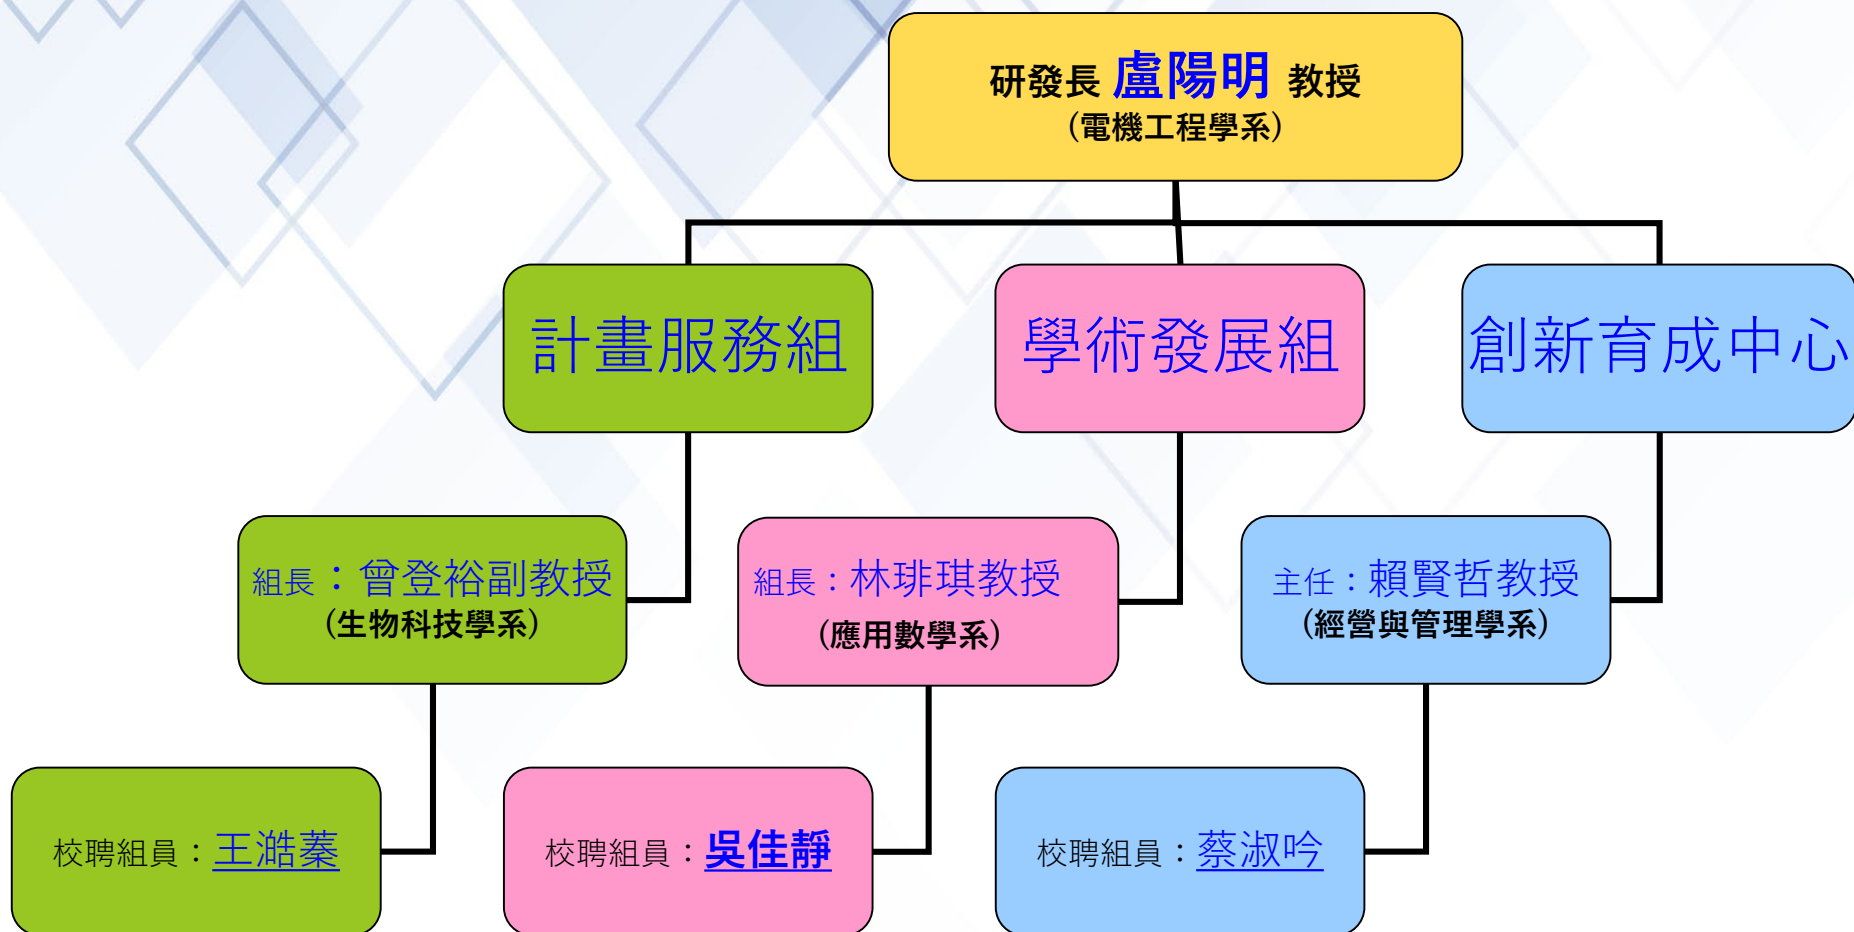 研發長 盧陽明 教授
(電機工程學系)
計畫服務組
學術發展組
創新育成中心
組長：曾登裕副教授
(生物科技學系)
組長：林琲琪教授
(應用數學系)
主任：賴賢哲教授
(經營與管理學系)
校聘組員：王澔蓁
校聘組員：吳佳靜
校聘組員：蔡淑吟